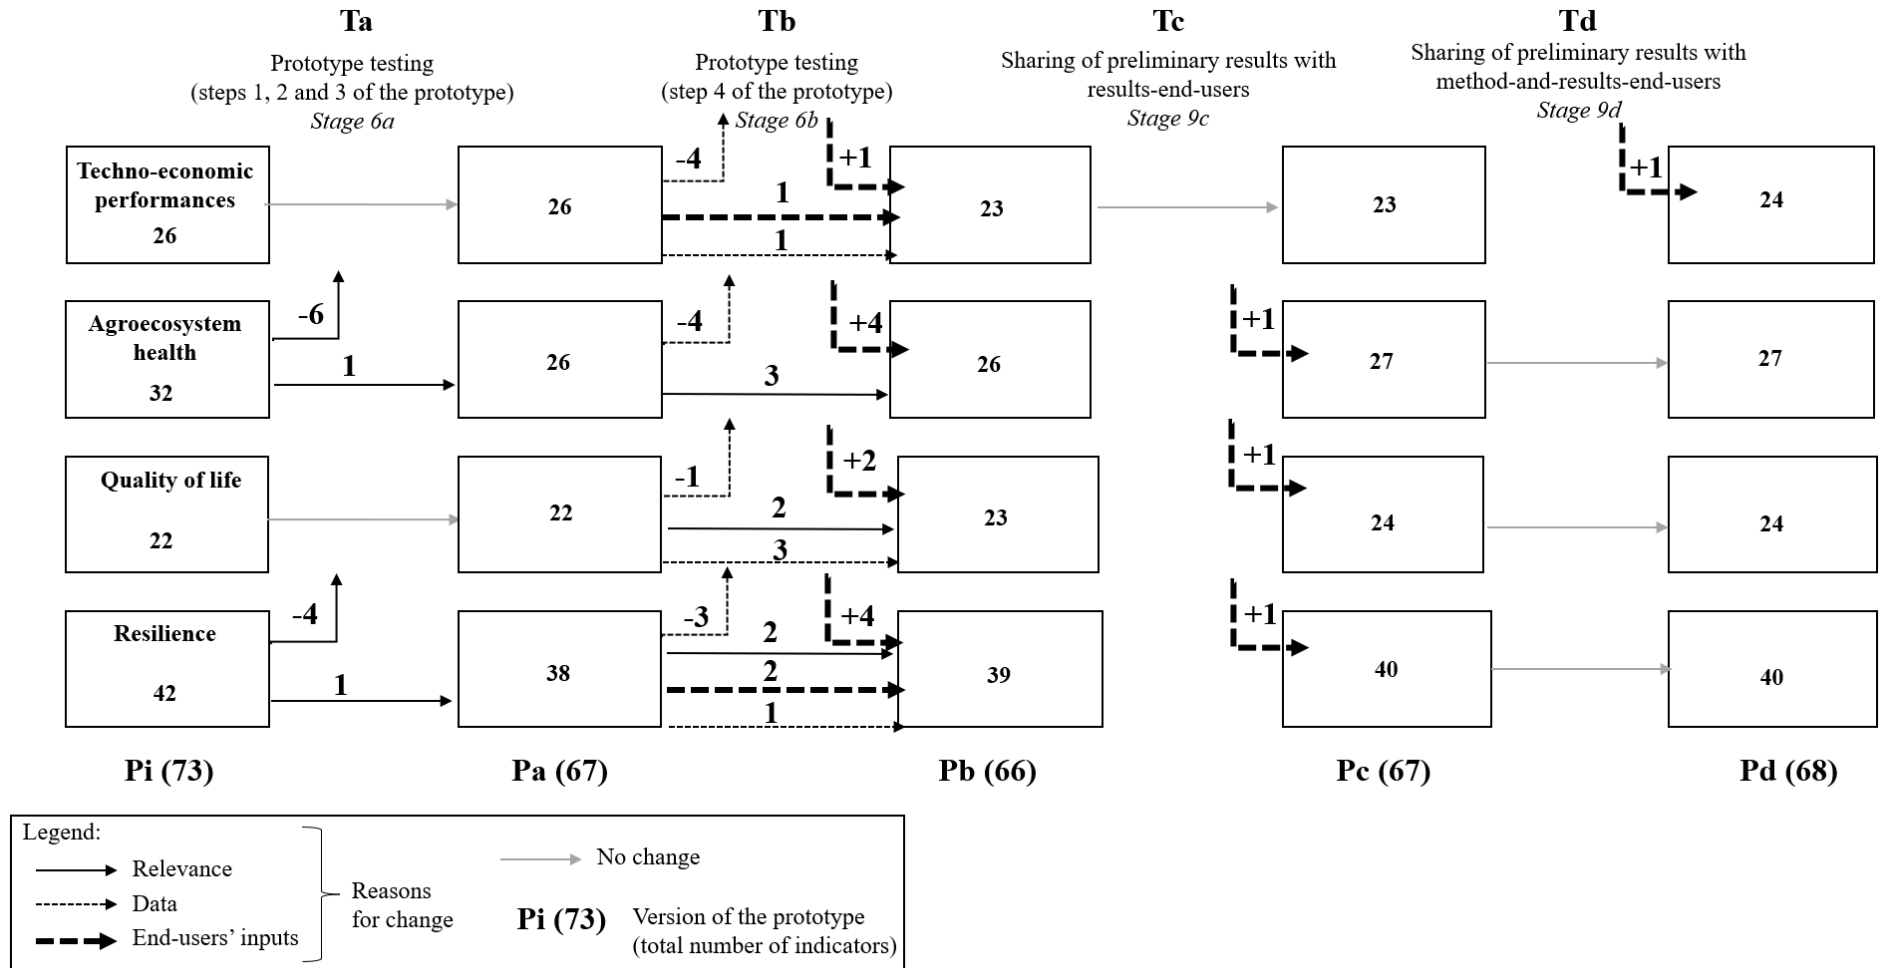 Ta
Prototype testing
(steps 1, 2 and 3 of the prototype)
Stage 6a
Tb
Prototype testing
(step 4 of the prototype)
Stage 6b
Tc
Sharing of preliminary results with
results-end-users
Stage 9c
Td
Sharing of preliminary results with
method-and-results-end-users
Stage 9d
Techno-economic
performances
26
26
-4
+1
1
1
23
23
+1
24
Agroecosystem
health
32
-6
1
26
-4
+4
3
26
+1
27
27
Quality of life
22
22
-1
+2
2
3
23
+1
24
24
Resilience
42
-4
1
38
-3
+4
2
2
1
39
+1
40
40
Pi (73)
Pa (67)
Pb (66)
Pc (67)
Pd (68)
Legend:
Relevance
Data
End-users’ inputs
Reasons
for change
No change
Pi (73)
Version of the prototype
(total number of indicators)